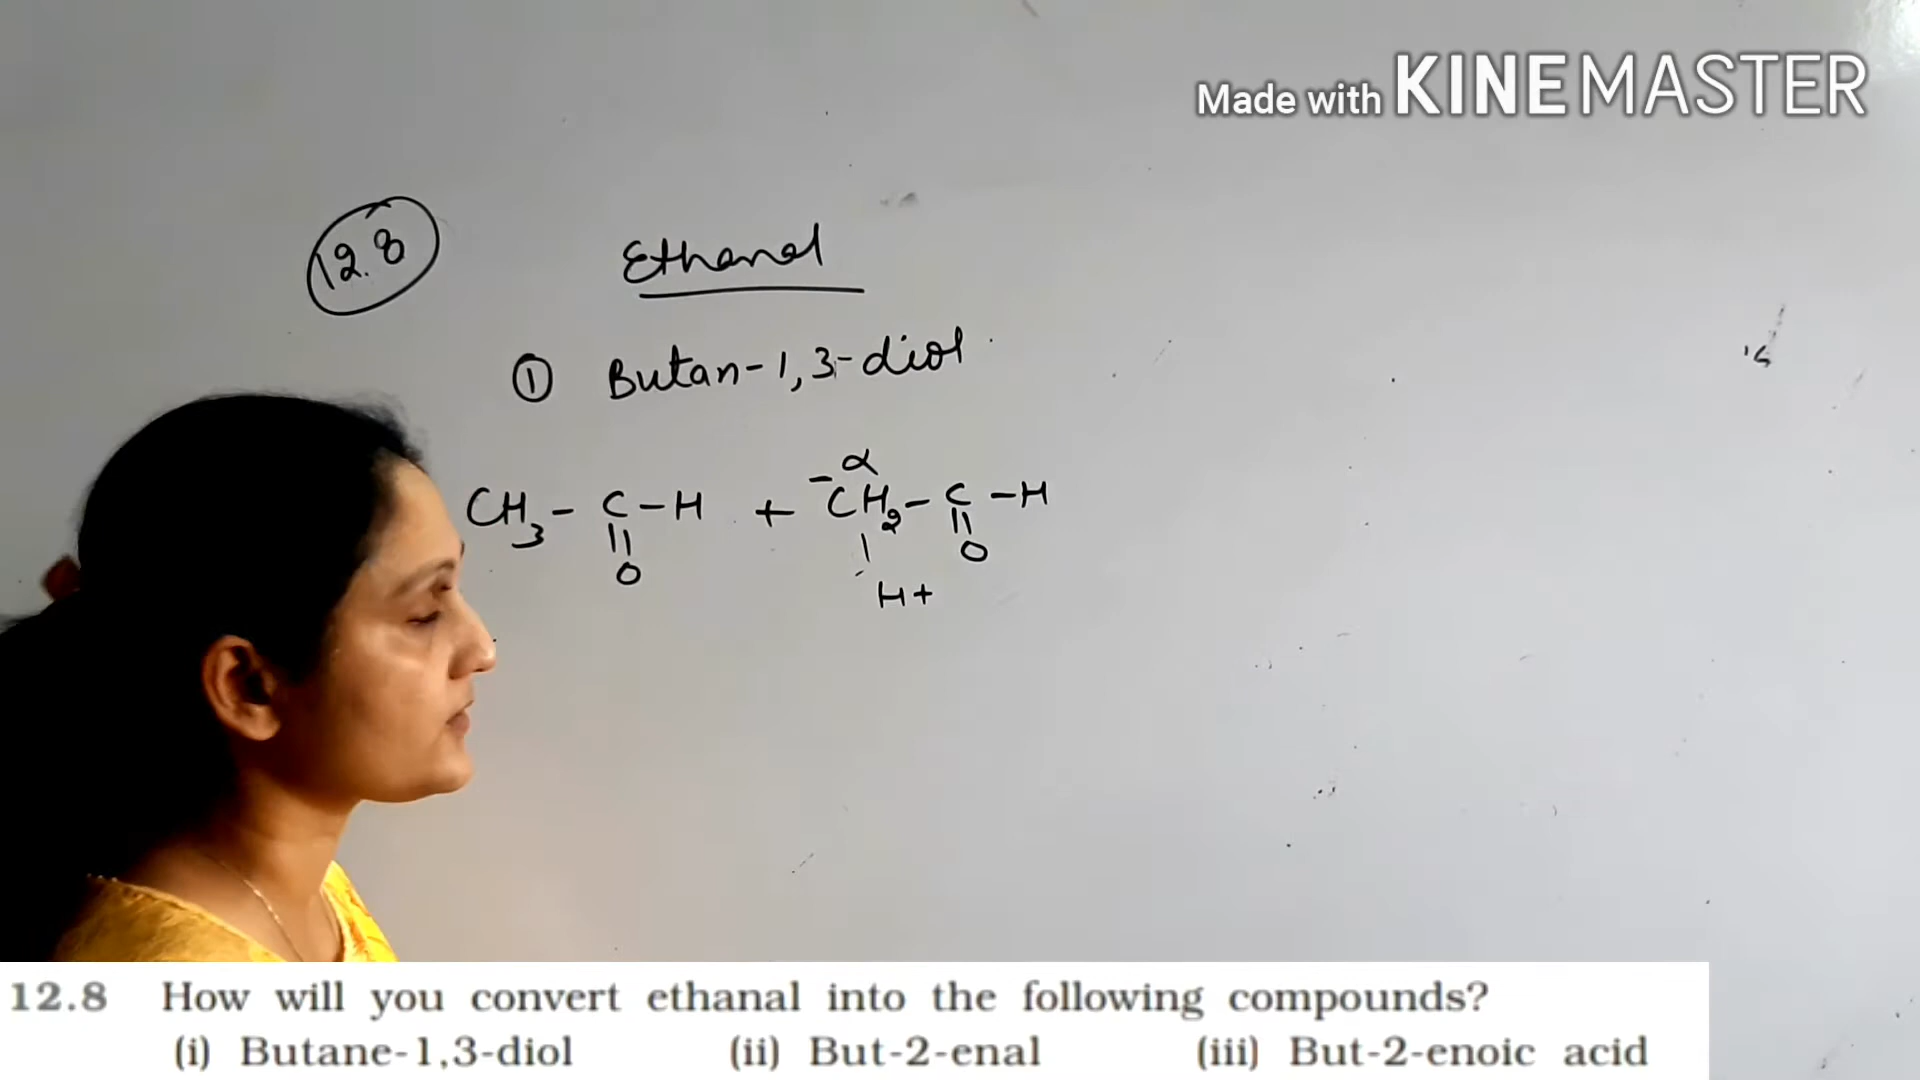 Made with KINEMASTER
12.8
Ethanal
① Butan-1,3-diol
CH3 - C - H + -CH2 - C - H
α
|| | ||
O H+ O
12.8 How will you convert ethanal into the following compounds?
(i) Butane-1,3-diol (ii) But-2-enal (iii) But-2-enoic acid